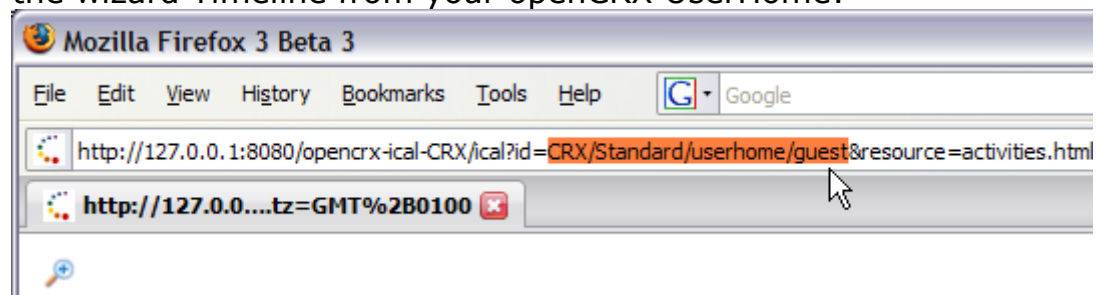 the wizard Timeline from your openCRX UserHome:
Mozilla Firefox 3 Beta 3
File Edit View History Bookmarks Tools Help G Google
http://127.0.0.1:8080/opencrx-ical-CRX/ical?id=CRX/Standard/userhome/guest&resource=activities.html
http://127.0.0....tz=GMT%2B0100